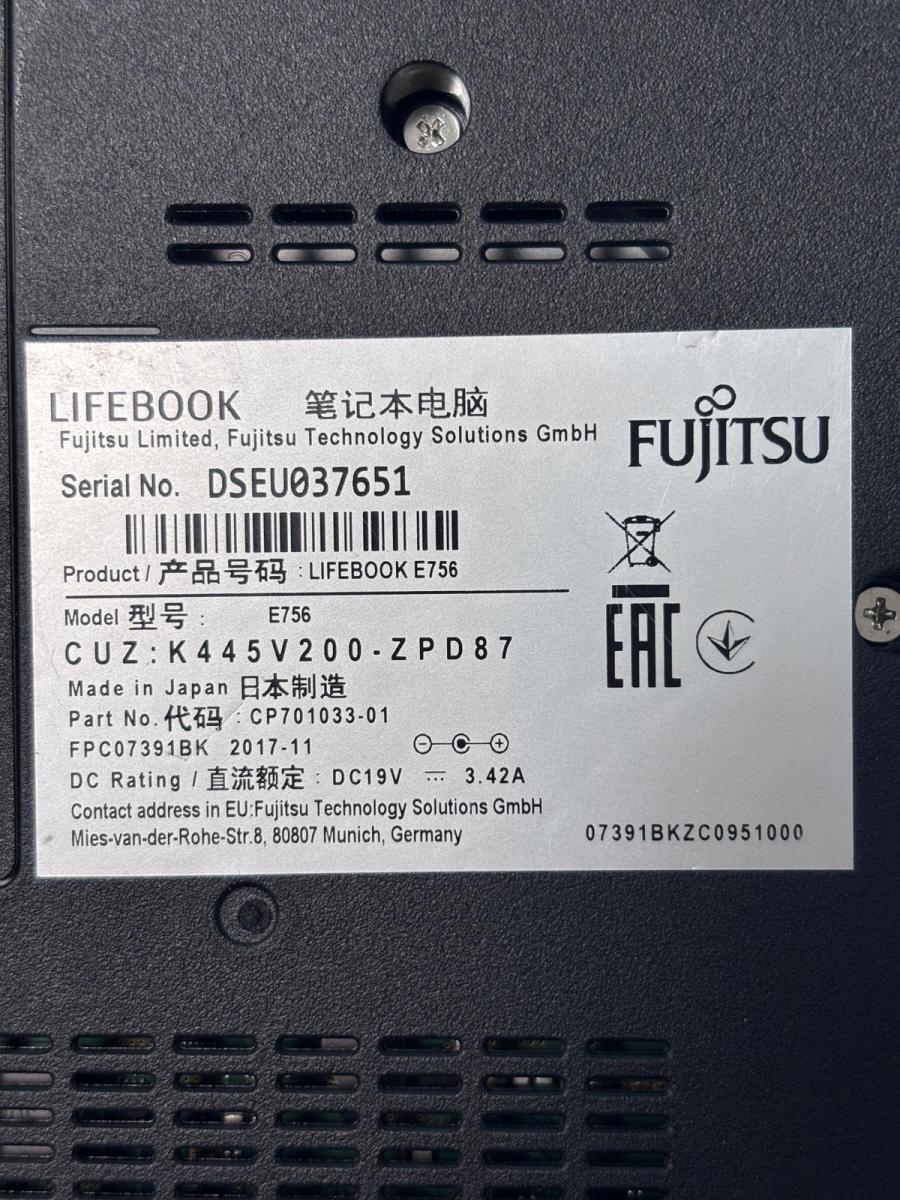 LIFEBOOK 笔记本电脑
Fujitsu Limited, Fujitsu Technology Solutions GmbH
FUJITSU
Serial No. DSEU037651
Product / 产品号码 : LIFEBOOK E756
Model 型号 : E756
CUZ:K445V200-ZPD87
EAC
Made in Japan 日本制造
Part No. 代码 : CP701033-01
FPC07391BK 2017-11
DC Rating / 直流额定 : DC19V ⎓ 3.42A
Contact address in EU:Fujitsu Technology Solutions GmbH
Mies-van-der-Rohe-Str.8, 80807 Munich, Germany
07391BKZC0951000